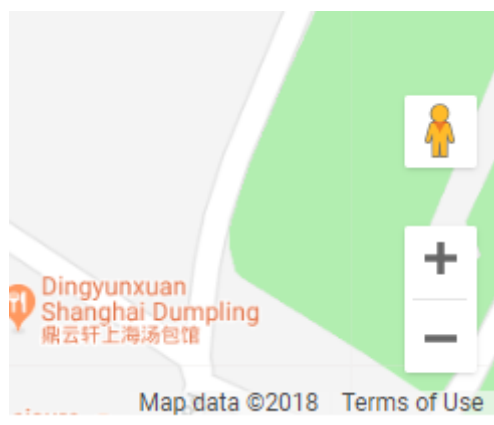 Dingyunxuan
Shanghai Dumpling
鼎云轩上海汤包馆
Map data ©2018 Terms of Use